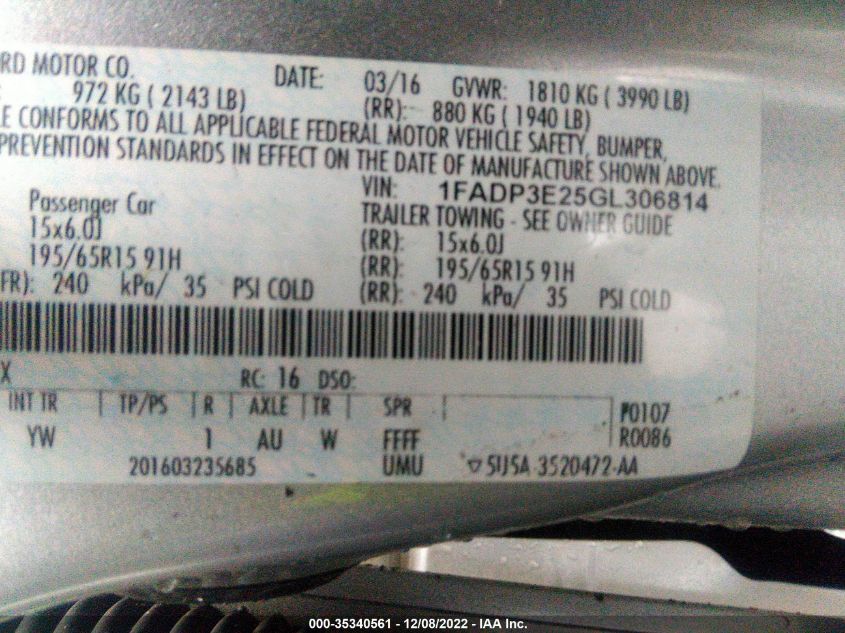 RD MOTOR CO. DATE: 03/16 GVWR: 1810 KG ( 3990 LB)
: 972 KG ( 2143 LB) (RR): 880 KG ( 1940 LB)
E CONFORMS TO ALL APPLICABLE FEDERAL MOTOR VEHICLE SAFETY, BUMPER,
PREVENTION STANDARDS IN EFFECT ON THE DATE OF MANUFACTURE SHOWN ABOVE.
VIN: 1FADP3E25GL306814
Passenger Car TRAILER TOWING - SEE OWNER GUIDE
15x6.0J (RR): 15x6.0J
195/65R15 91H (RR): 195/65R15 91H
FR): 240 kPa/ 35 PSI COLD (RR): 240 kPa/ 35 PSI COLD
X RC: 16 DSO:
INT TR TP/PS R AXLE TR SPR P0107
YW 1 AU W FFFF R0086
201603235685 UMU 5U5A-3520472-AA
000-35340561 - 12/08/2022 - IAA Inc.